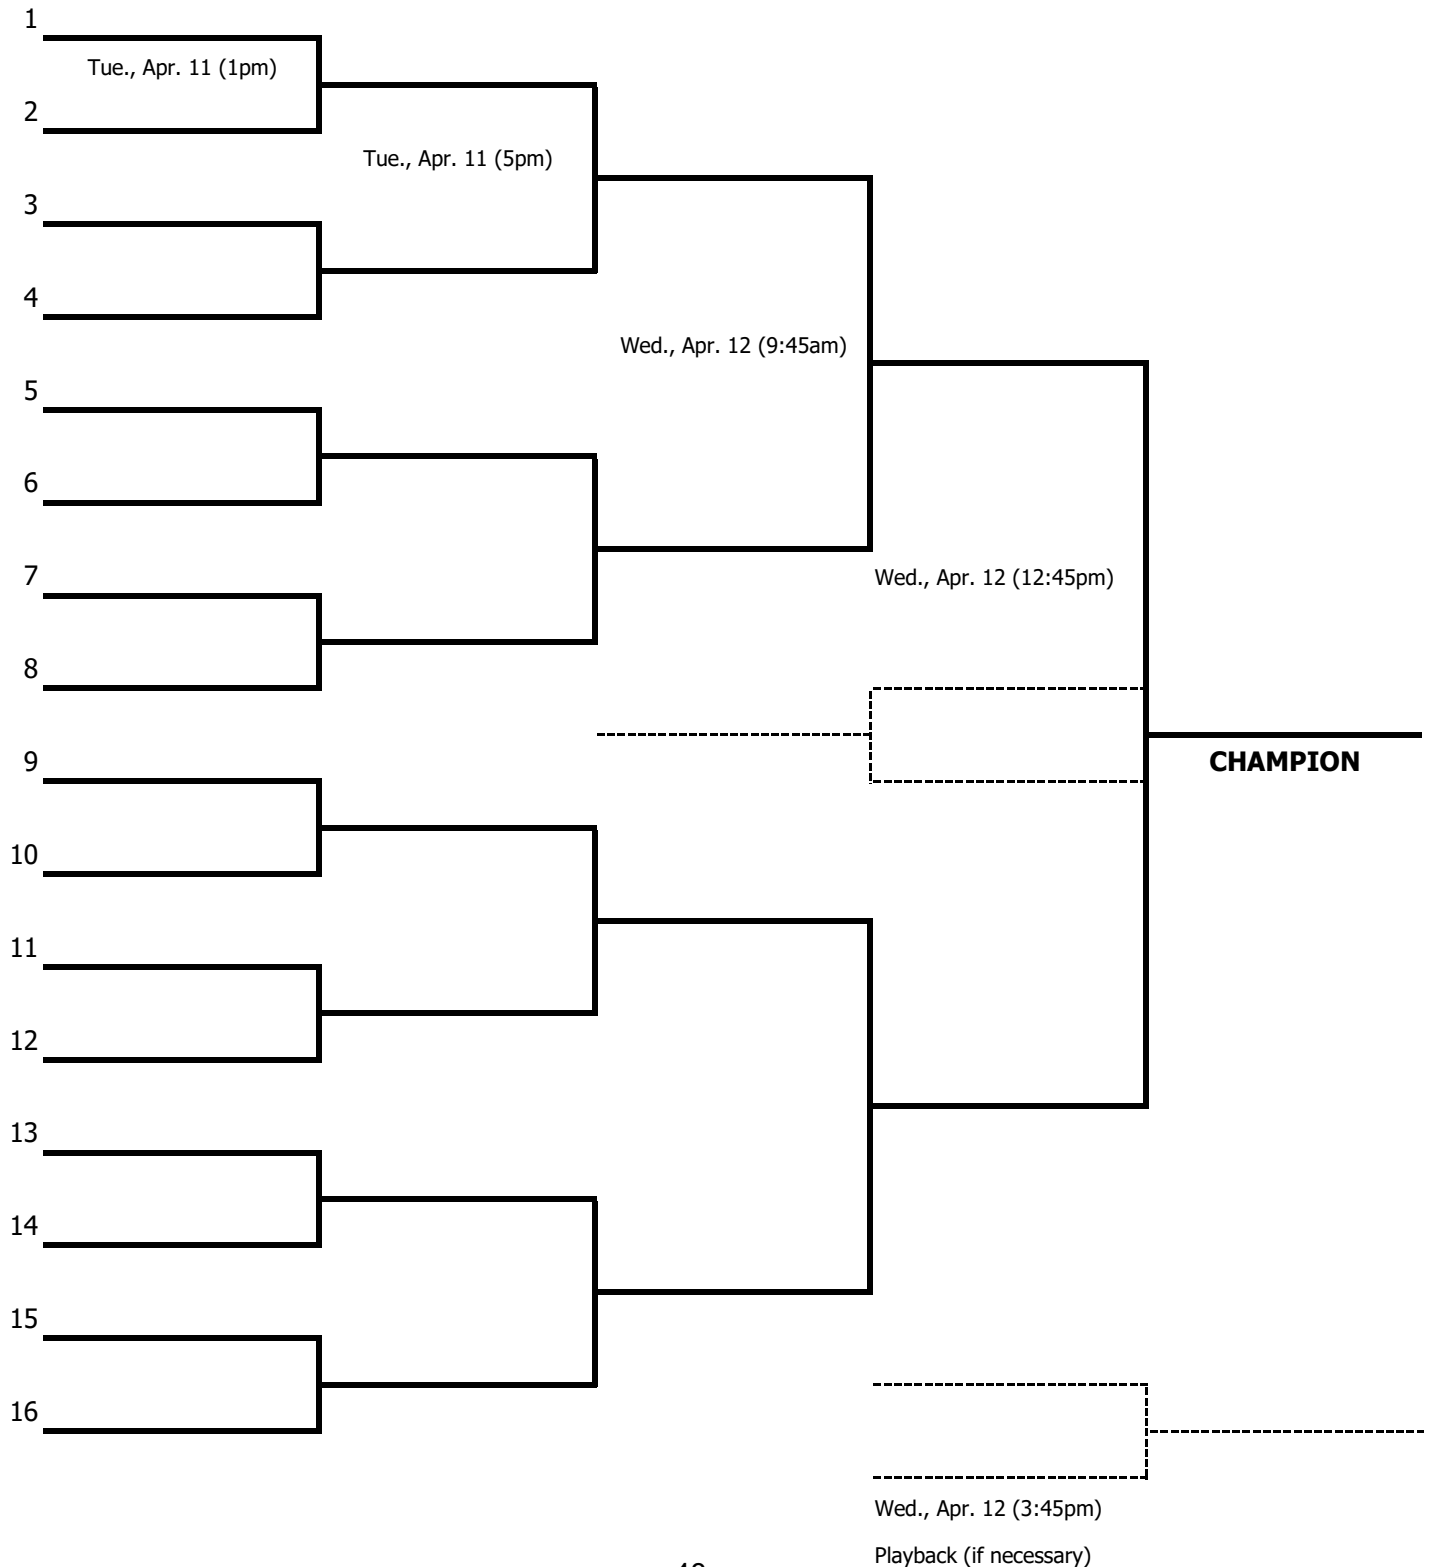 1
Tue., Apr. 11 (1pm)
2
Tue., Apr. 11 (5pm)
3
4
Wed., Apr. 12 (9:45am)
5
6
7
Wed., Apr. 12 (12:45pm)
8
9
CHAMPION
10
11
12
13
14
15
16
Wed., Apr. 12 (3:45pm)
Playback (if necessary)